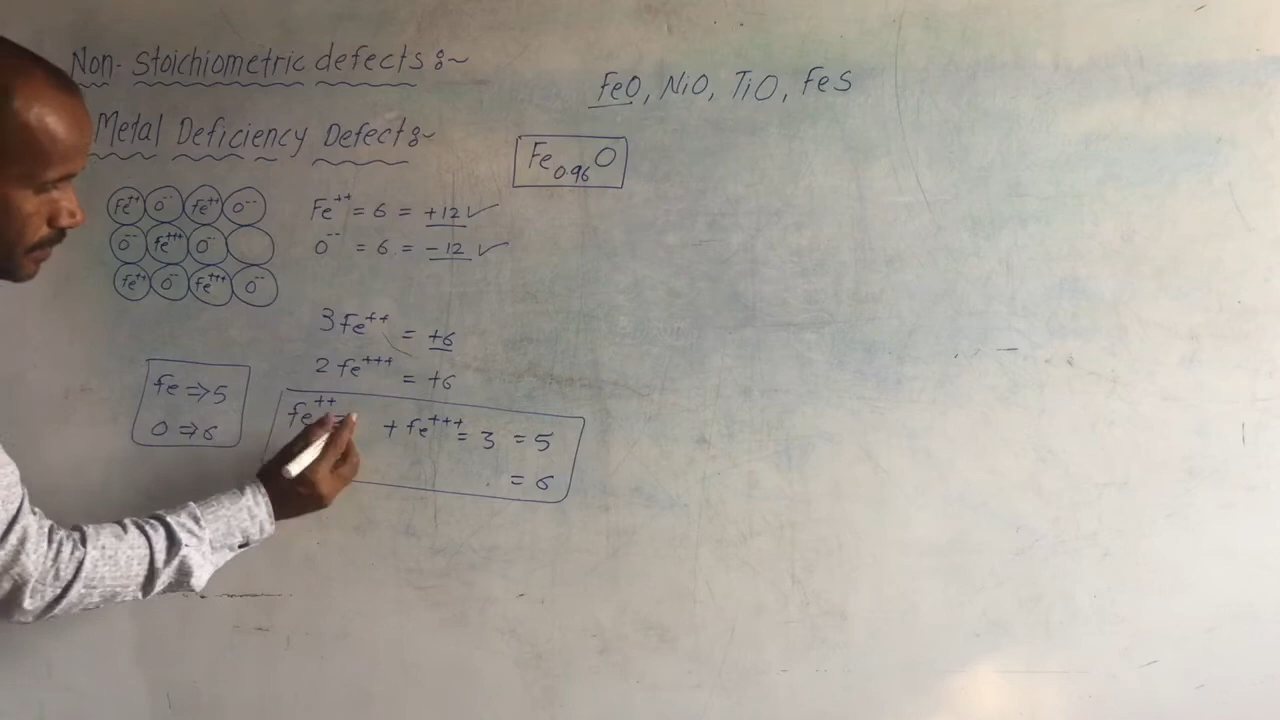 Non-Stoichiometric defects :~
FeO, NiO, TiO, FeS
Metal Deficiency Defect :~
Fe0.96O
Fe++ O-- Fe++ O--
O-- Fe+++ O--
Fe++ O-- Fe+++ O--
Fe++ = 6 = +12 ✓
O-- = 6 = -12 ✓
3Fe++ = +6
2Fe+++ = +6
Fe => 5
O => 6
Fe++ = + Fe+++ = 3 = 5
= 6